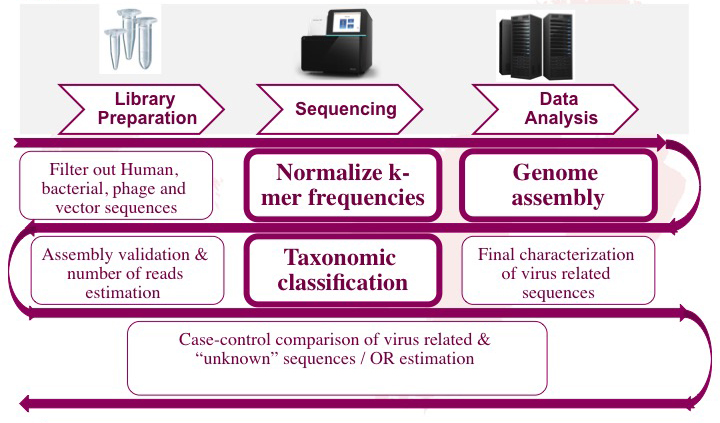 Library
Preparation
Sequencing
Data
Analysis
Filter out Human,
bacterial, phage and
vector sequences
Normalize k-
mer frequencies
Genome
assembly
Assembly validation &
number of reads
estimation
Taxonomic
classification
Final characterization
of virus related
sequences
Case-control comparison of virus related &
“unknown” sequences / OR estimation